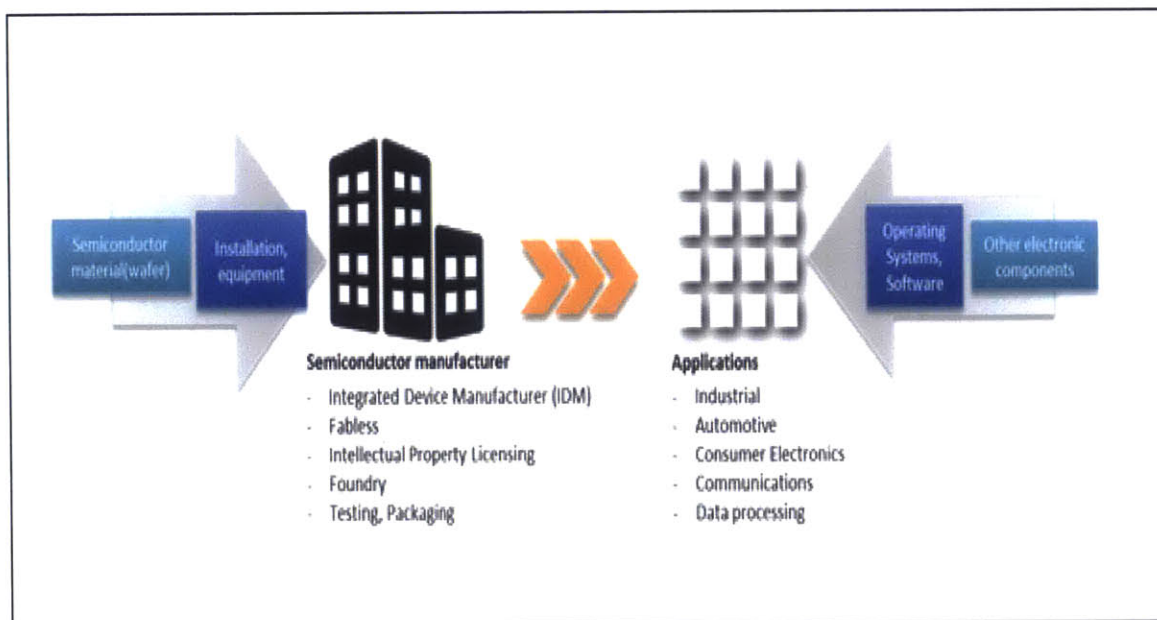 Semiconductor
material(wafer)
Installation,
equipment
Operating
Systems,
Software
Other electronic
components
Semiconductor manufacturer
- Integrated Device Manufacturer (IDM)
- Fabless
- Intellectual Property Licensing
- Foundry
- Testing, Packaging
Applications
- Industrial
- Automotive
- Consumer Electronics
- Communications
- Data processing